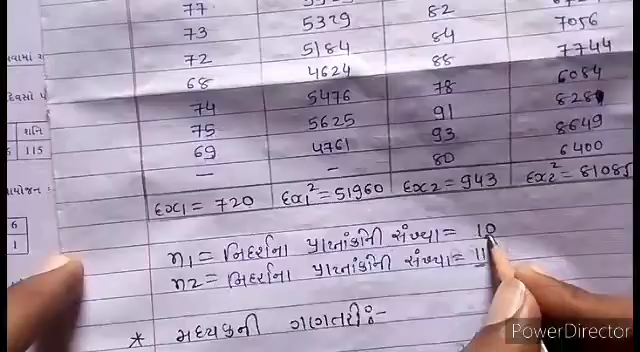 77 82
73 5329 84 7056
72 5184 88 7744
68 4624 78 6084
74 5476 91 8281
75 5625 93 8649
69 4761 80 6400
— —
Σx1 = 720 Σx1² = 51960 Σx2 = 943 Σx2² = 81085
n1 = નિદર્શના પ્રાપ્તાંકોની સંખ્યા = 10
n2 = નિદર્શના પ્રાપ્તાંકોની સંખ્યા = 11
* મધ્યકની ગણતરી:-
શનિ
115
6
1
PowerDirector